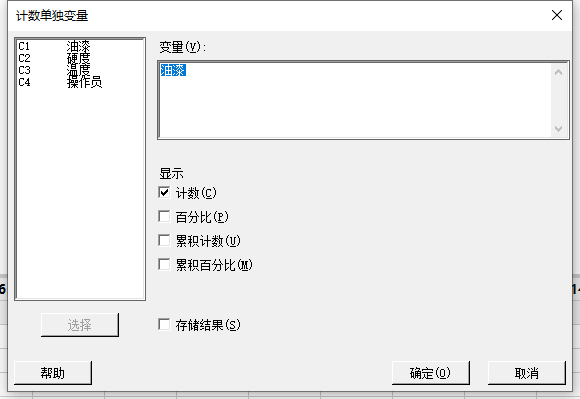 计数单独变量
C1 油漆
C2 硬度
C3 温度
C4 操作员
变量(V):
油漆
显示
计数(C)
百分比(P)
累积计数(U)
累积百分比(M)
6
14
选择
存储结果(S)
帮助
确定(O)
取消